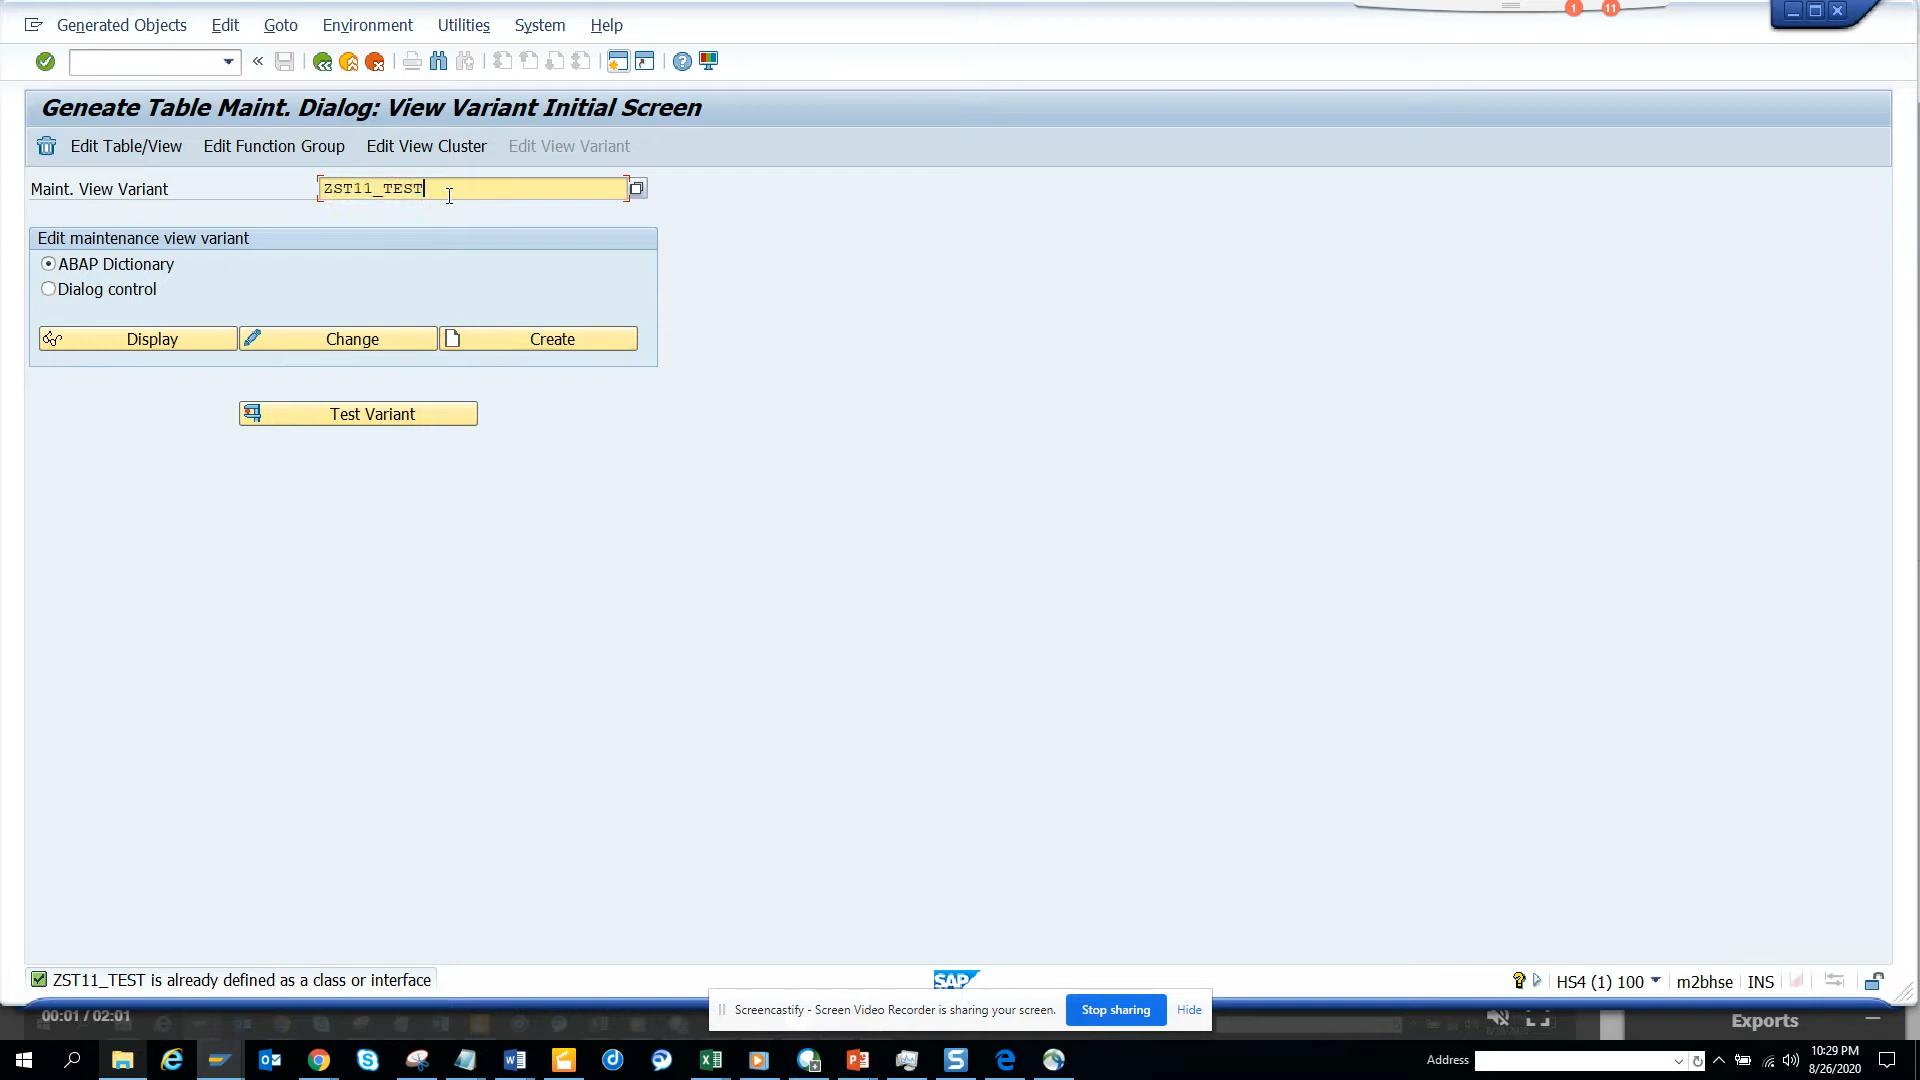 1 11
Generated Objects Edit Goto Environment Utilities System Help
Geneate Table Maint. Dialog: View Variant Initial Screen
Edit Table/View Edit Function Group Edit View Cluster Edit View Variant
Maint. View Variant ZST11_TEST
Edit maintenance view variant
ABAP Dictionary
Dialog control
Display Change Create
Test Variant
ZST11_TEST is already defined as a class or interface SAP HS4 (1) 100 m2bhse INS
Screencastify - Screen Video Recorder is sharing your screen. Stop sharing Hide
00:01 / 02:01 Exports
Address 10:29 PM
8/26/2020